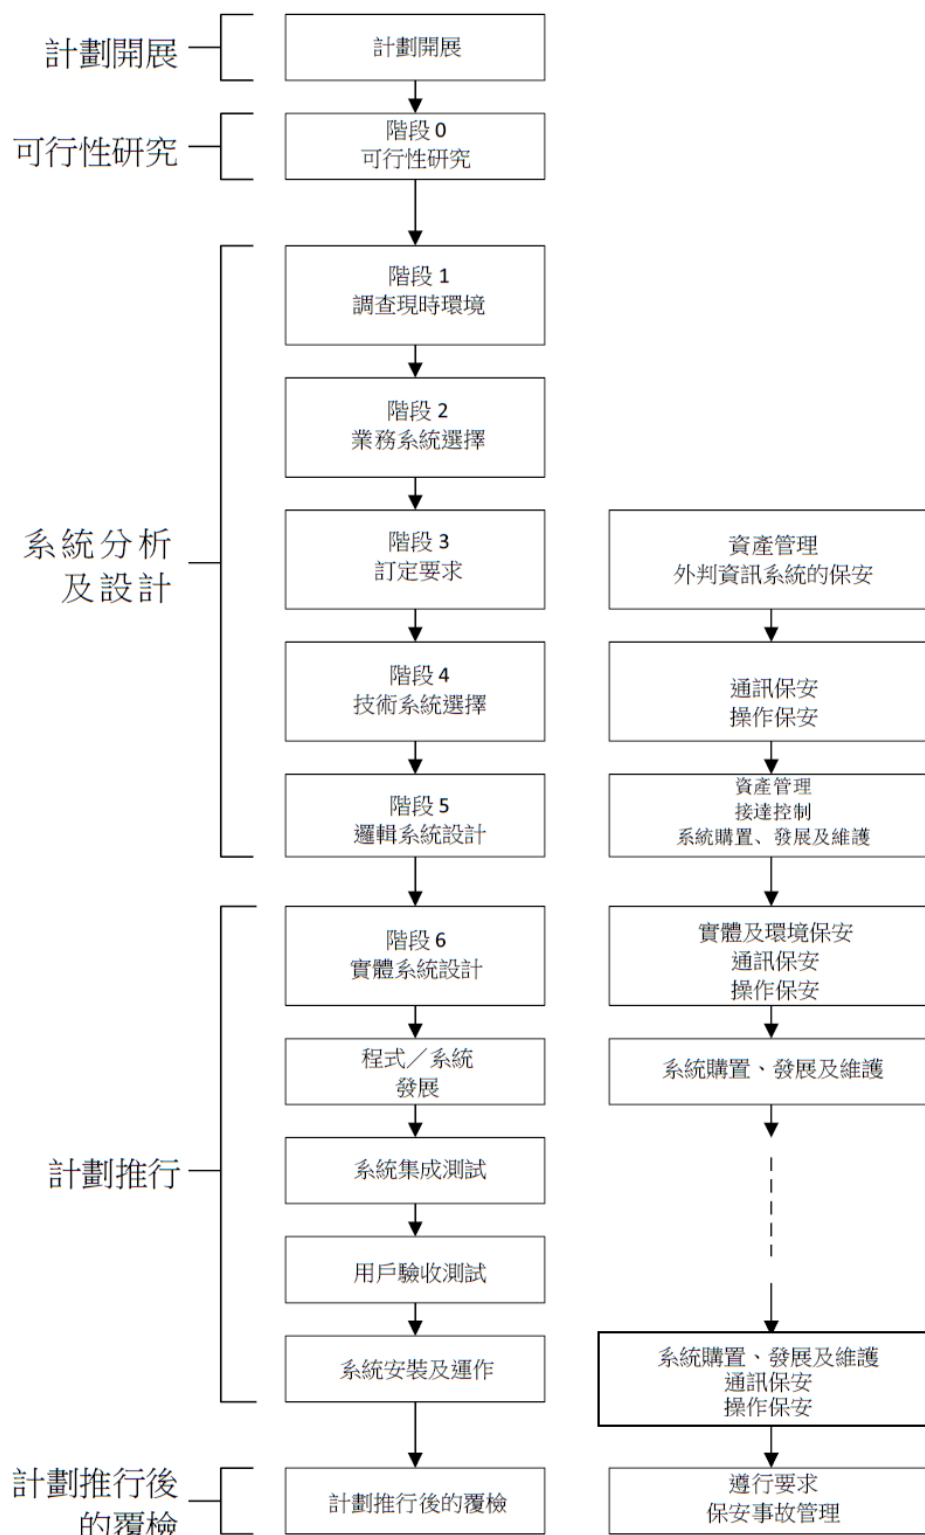 計劃開展
計劃開展
可行性研究
階段 0
可行性研究
系統分析
及設計
階段 1
調查現時環境
階段 2
業務系統選擇
階段 3
訂定要求
資產管理
外判資訊系統的保安
階段 4
技術系統選擇
通訊保安
操作保安
階段 5
邏輯系統設計
資產管理
接達控制
系統購置、發展及維護
計劃推行
階段 6
實體系統設計
實體及環境保安
通訊保安
操作保安
程式／系統
發展
系統購置、發展及維護
系統集成測試
用戶驗收測試
系統安裝及運作
系統購置、發展及維護
通訊保安
操作保安
計劃推行後
的覆檢
計劃推行後的覆檢
遵行要求
保安事故管理